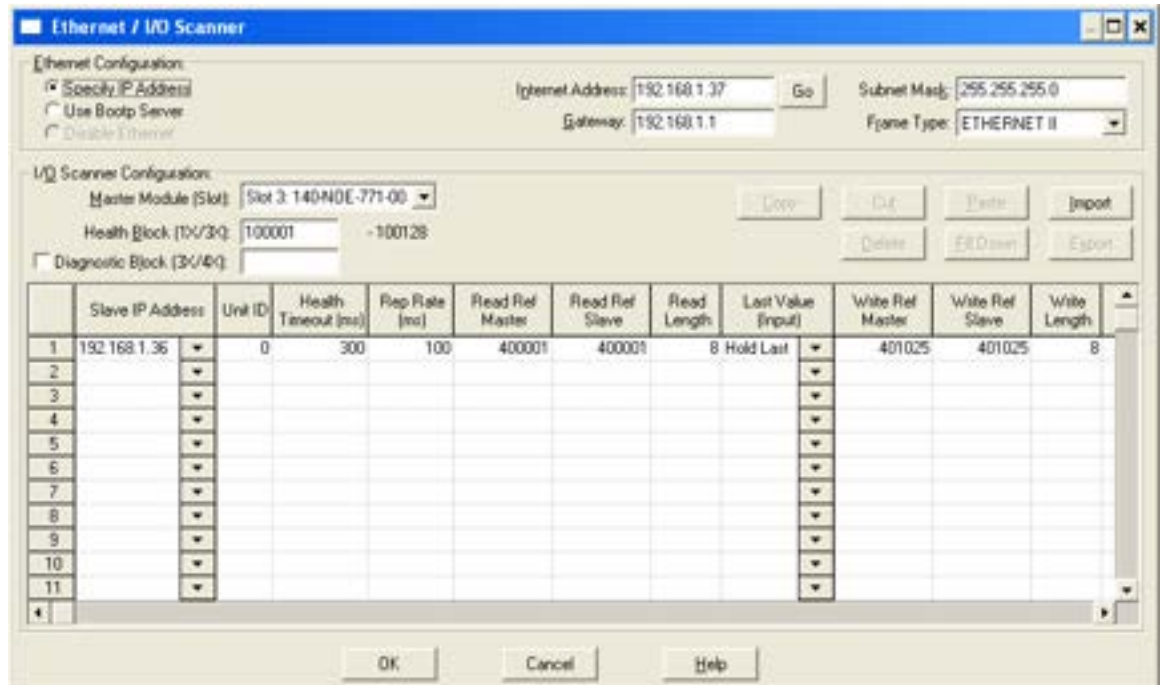 Ethernet / I/O Scanner
Ethernet Configuration:
Specify IP Address
Use Bootp Server
Disable Ethernet
Internet Address: 192.168.1.37
Go
Subnet Mask: 255.255.255.0
Gateway: 192.168.1.1
Frame Type: ETHERNET II
I/O Scanner Configuration:
Master Module (Slot): Slot 3: 140-NOE-771-00
Copy Cut Paste Import
Health Block (1X/3X): 100001 - 100128
Delete Fill Down Export
Diagnostic Block (3X/4X):
Slave IP Address Unit ID Health Timeout (ms) Rep Rate (ms) Read Ref Master Read Ref Slave Read Length Last Value (Input) Write Ref Master Write Ref Slave Write Length
1 192.168.1.36 0 300 100 400001 400001 8 Hold Last 401025 401025 8
2
3
4
5
6
7
8
9
10
11
OK Cancel Help